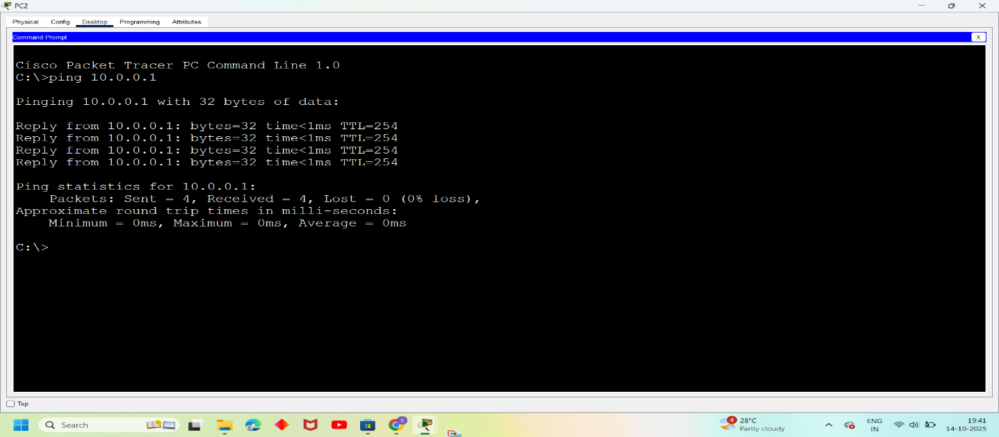 PC2
Physical Config Desktop Programming Attributes
Command Prompt
X
Cisco Packet Tracer PC Command Line 1.0
C:\>ping 10.0.0.1
Pinging 10.0.0.1 with 32 bytes of data:
Reply from 10.0.0.1: bytes=32 time<1ms TTL=254
Reply from 10.0.0.1: bytes=32 time<1ms TTL=254
Reply from 10.0.0.1: bytes=32 time<1ms TTL=254
Reply from 10.0.0.1: bytes=32 time<1ms TTL=254
Ping statistics for 10.0.0.1:
Packets: Sent = 4, Received = 4, Lost = 0 (0% loss),
Approximate round trip times in milli-seconds:
Minimum = 0ms, Maximum = 0ms, Average = 0ms
C:\>
Top
Search
S
4
28°C
Partly cloudy
ENG
IN
19:41
14-10-2025